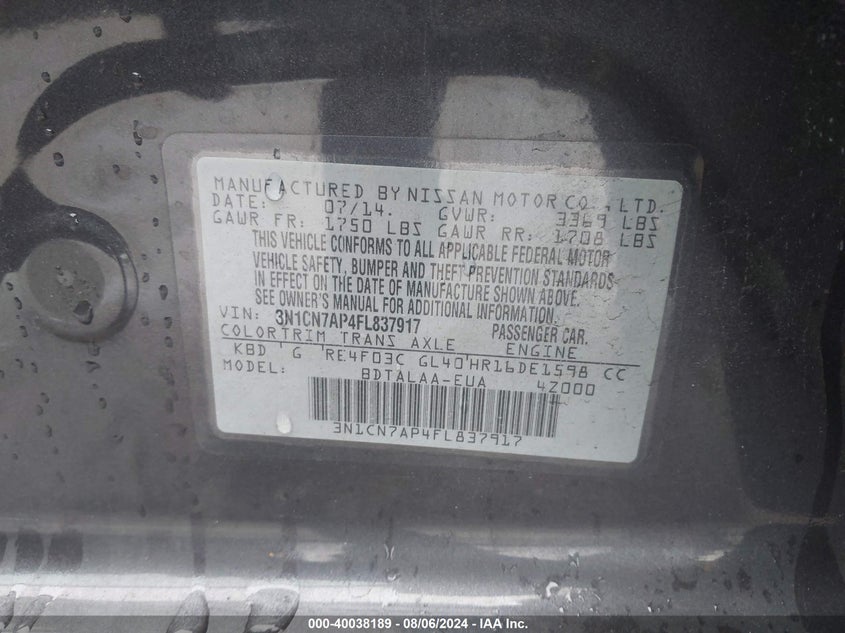 MANUFACTURED BY NISSAN MOTOR CO., LTD.
DATE: 07/14. GVWR: 3369 LBS
GAWR FR: 1750 LBS GAWR RR: 1708 LBS
THIS VEHICLE CONFORMS TO ALL APPLICABLE FEDERAL MOTOR
VEHICLE SAFETY, BUMPER AND THEFT PREVENTION STANDARDS
IN EFFECT ON THE DATE OF MANUFACTURE SHOWN ABOVE.
SEE OWNER'S MANUAL FOR ADDITIONAL INFORMATION.
VIN: 3N1CN7AP4FL837917 PASSENGER CAR.
COLOR TRIM TRANS AXLE ENGINE
KBD G RE4F03C GL40 HR16DE1598 CC
MODEL: BDTALAA-EUA 4Z000
3N1CN7AP4FL837917
000-40038189 - 08/06/2024 - IAA Inc.